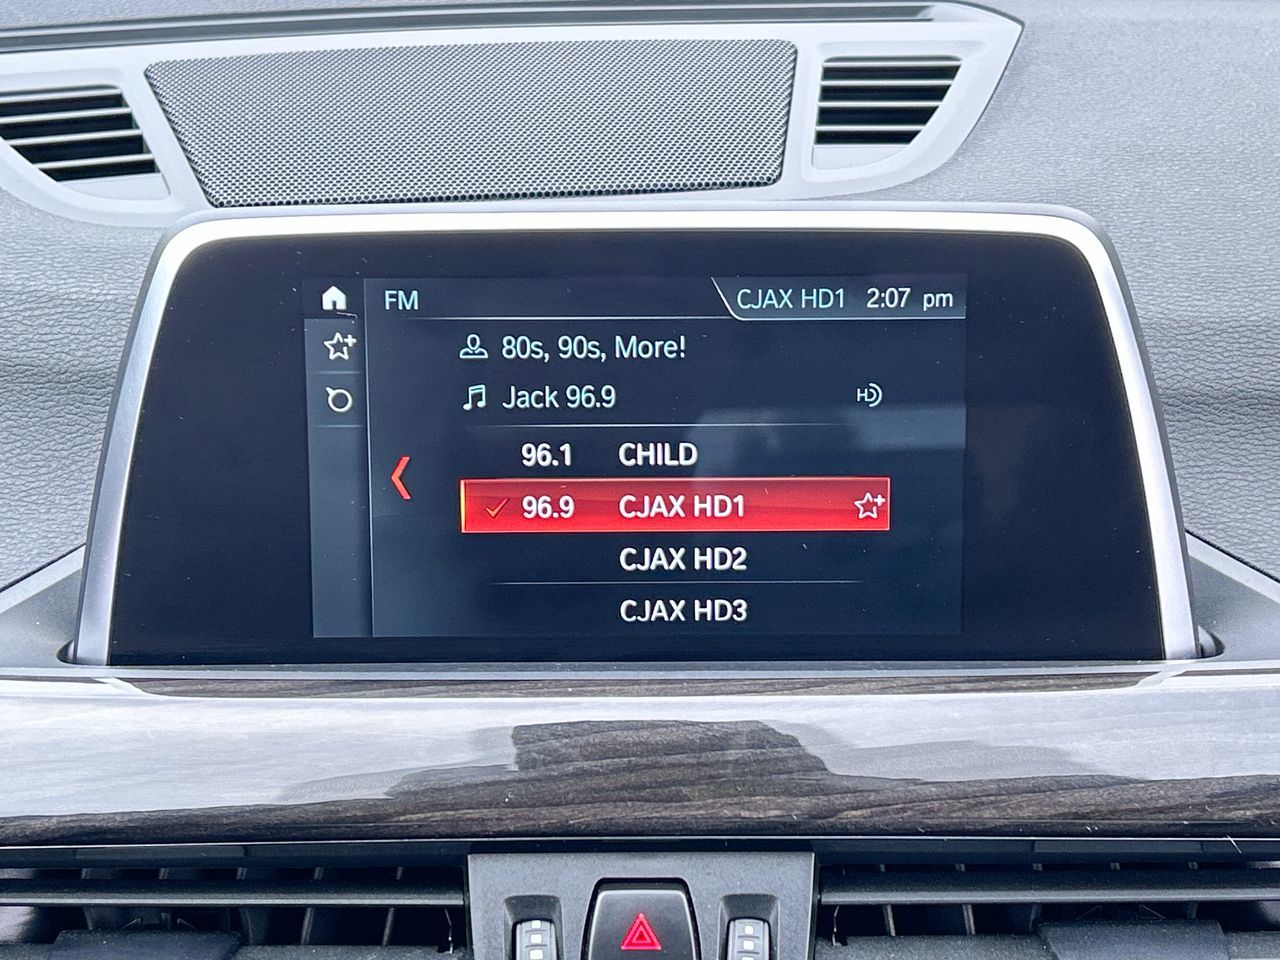 FM CJAX HD1 2:07 pm
80s, 90s, More!
Jack 96.9 HD
96.1 CHILD
96.9 CJAX HD1
CJAX HD2
CJAX HD3